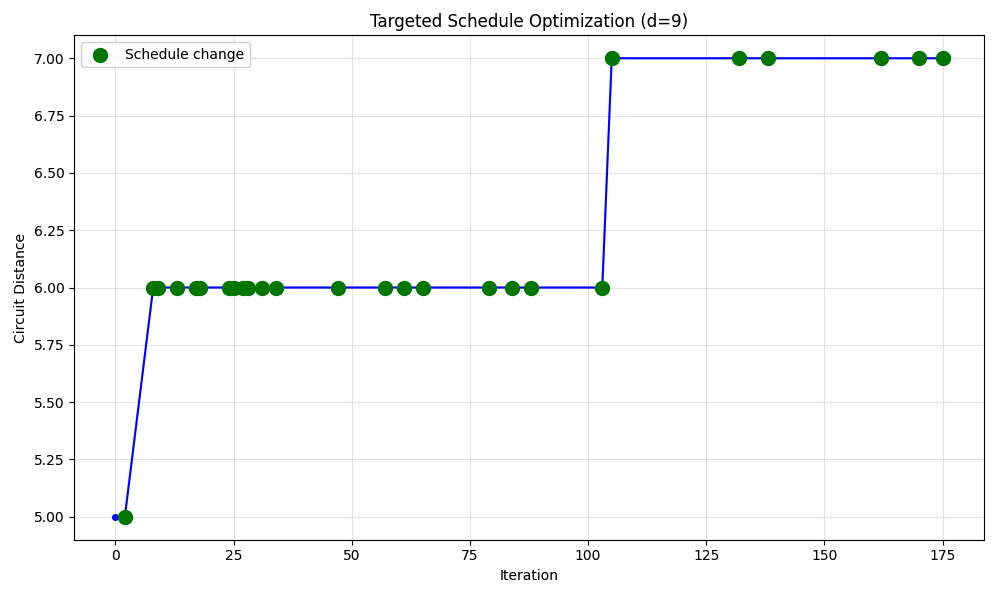 Targeted Schedule Optimization (d=9)
Schedule change
Circuit Distance
7.00
6.75
6.50
6.25
6.00
5.75
5.50
5.25
5.00
0 25 50 75 100 125 150 175
Iteration